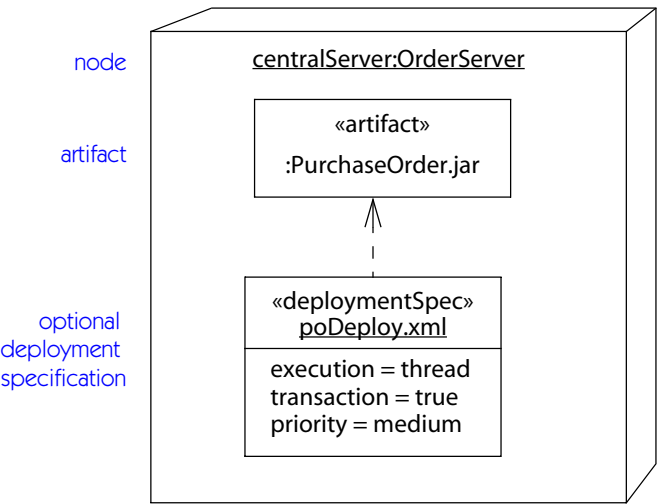 node
centralServer:OrderServer
artifact
«artifact»
:PurchaseOrder.jar
optional
deployment
specification
«deploymentSpec»
poDeploy.xml
execution = thread
transaction = true
priority = medium